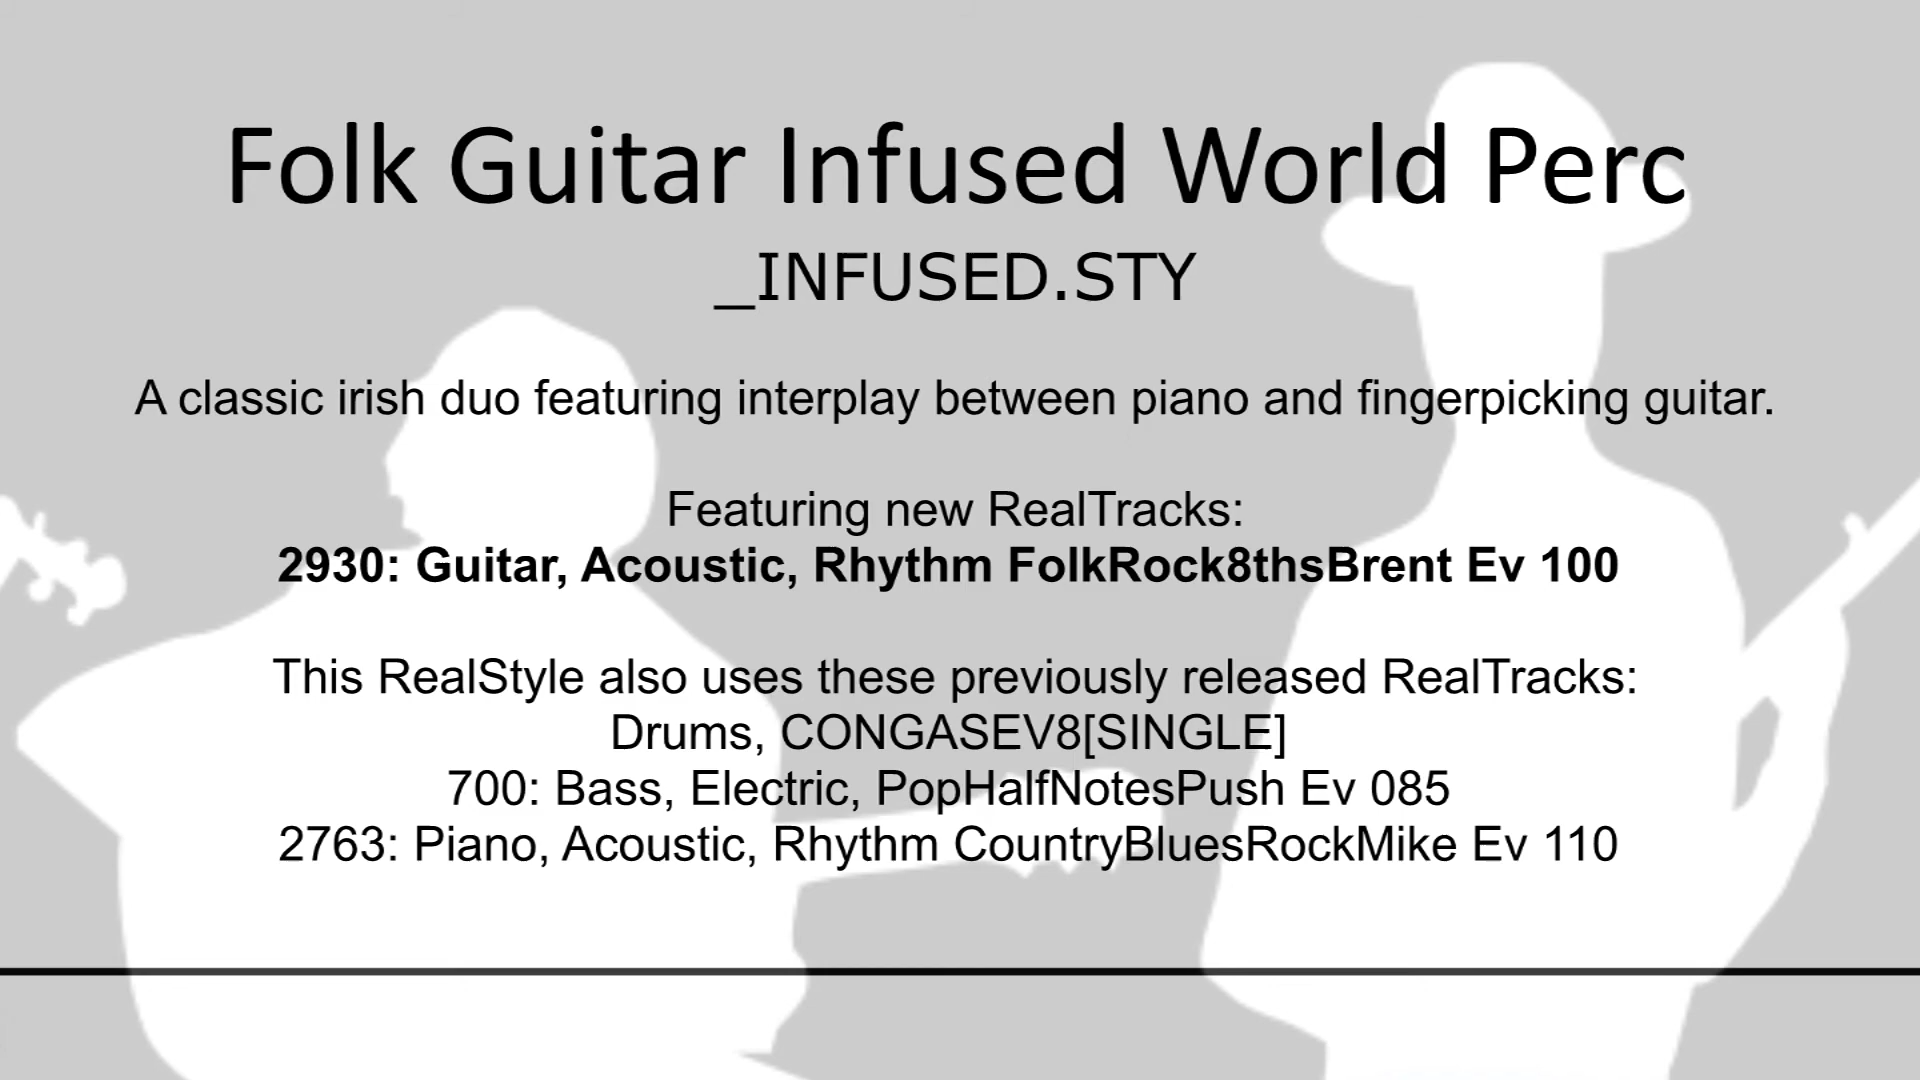 Folk Guitar Infused World Perc
_INFUSED.STY
A classic irish duo featuring interplay between piano and fingerpicking guitar.
Featuring new RealTracks:
2930: Guitar, Acoustic, Rhythm FolkRock8thsBrent Ev 100
This RealStyle also uses these previously released RealTracks:
Drums, CONGASEV8[SINGLE]
700: Bass, Electric, PopHalfNotesPush Ev 085
2763: Piano, Acoustic, Rhythm CountryBluesRockMike Ev 110